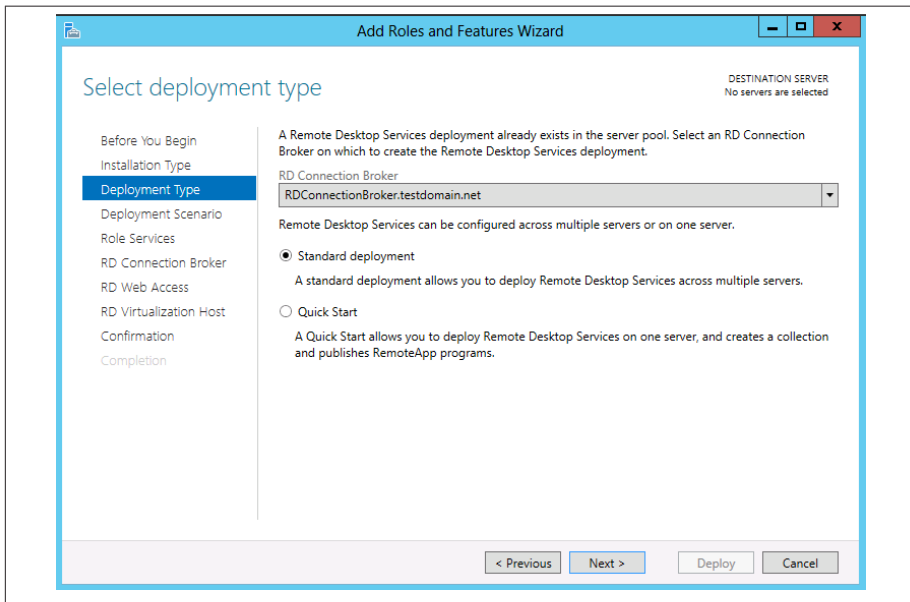 Add Roles and Features Wizard
Select deployment type
DESTINATION SERVER
No servers are selected
Before You Begin
Installation Type
Deployment Type
Deployment Scenario
Role Services
RD Connection Broker
RD Web Access
RD Virtualization Host
Confirmation
Completion
A Remote Desktop Services deployment already exists in the server pool. Select an RD Connection
Broker on which to create the Remote Desktop Services deployment.
RD Connection Broker
RDConnectionBroker.testdomain.net
Remote Desktop Services can be configured across multiple servers or on one server.
Standard deployment
A standard deployment allows you to deploy Remote Desktop Services across multiple servers.
Quick Start
A Quick Start allows you to deploy Remote Desktop Services on one server, and creates a collection
and publishes RemoteApp programs.
< Previous
Next >
Deploy
Cancel